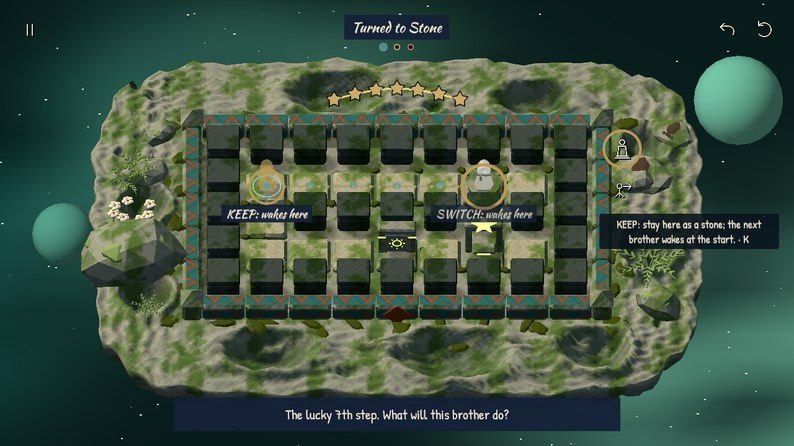 Turned to Stone
KEEP: wakes here
SWITCH: wakes here
KEEP: stay here as a stone; the next
brother wakes at the start. · K
The lucky 7th step. What will this brother do?